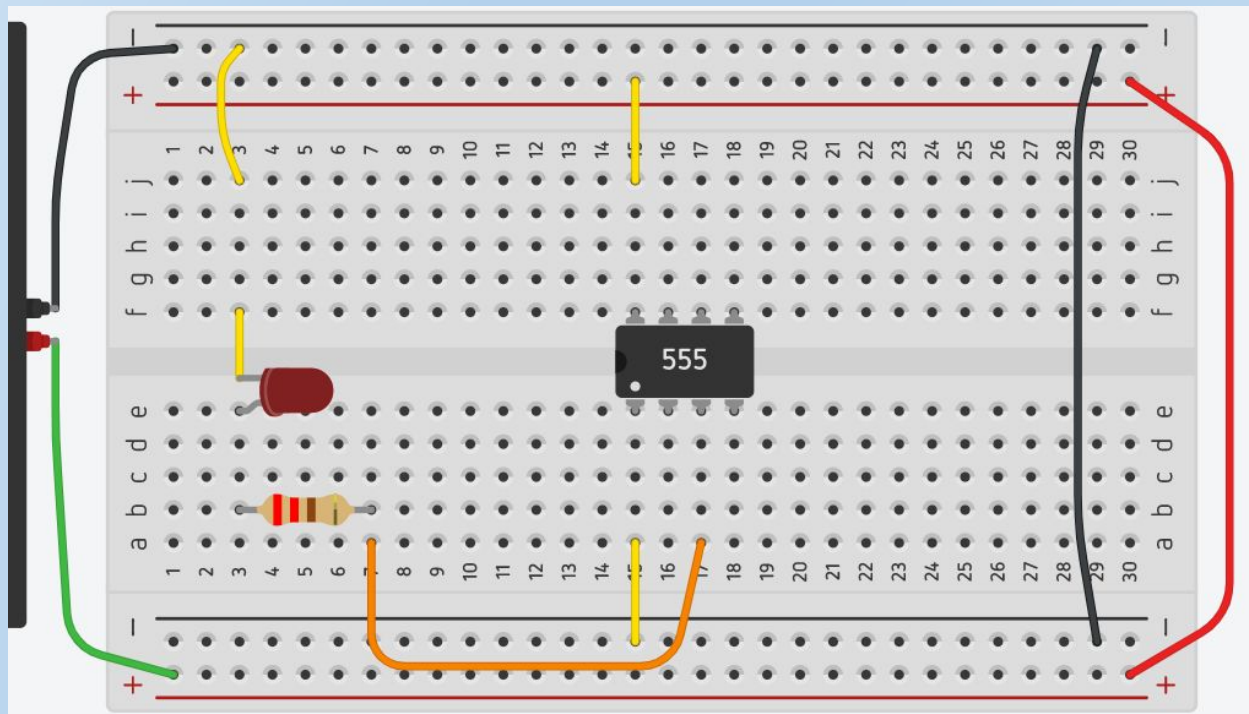 − −
+ +
1 2 3 4 5 6 7 8 9 10 11 12 13 14 15 16 17 18 19 20 21 22 23 24 25 26 27 28 29 30
j j
i i
h h
g g
f f
555
e e
d d
c c
b b
a a
1 2 3 4 5 6 7 8 9 10 11 12 13 14 15 16 17 18 19 20 21 22 23 24 25 26 27 28 29 30
− −
+ +